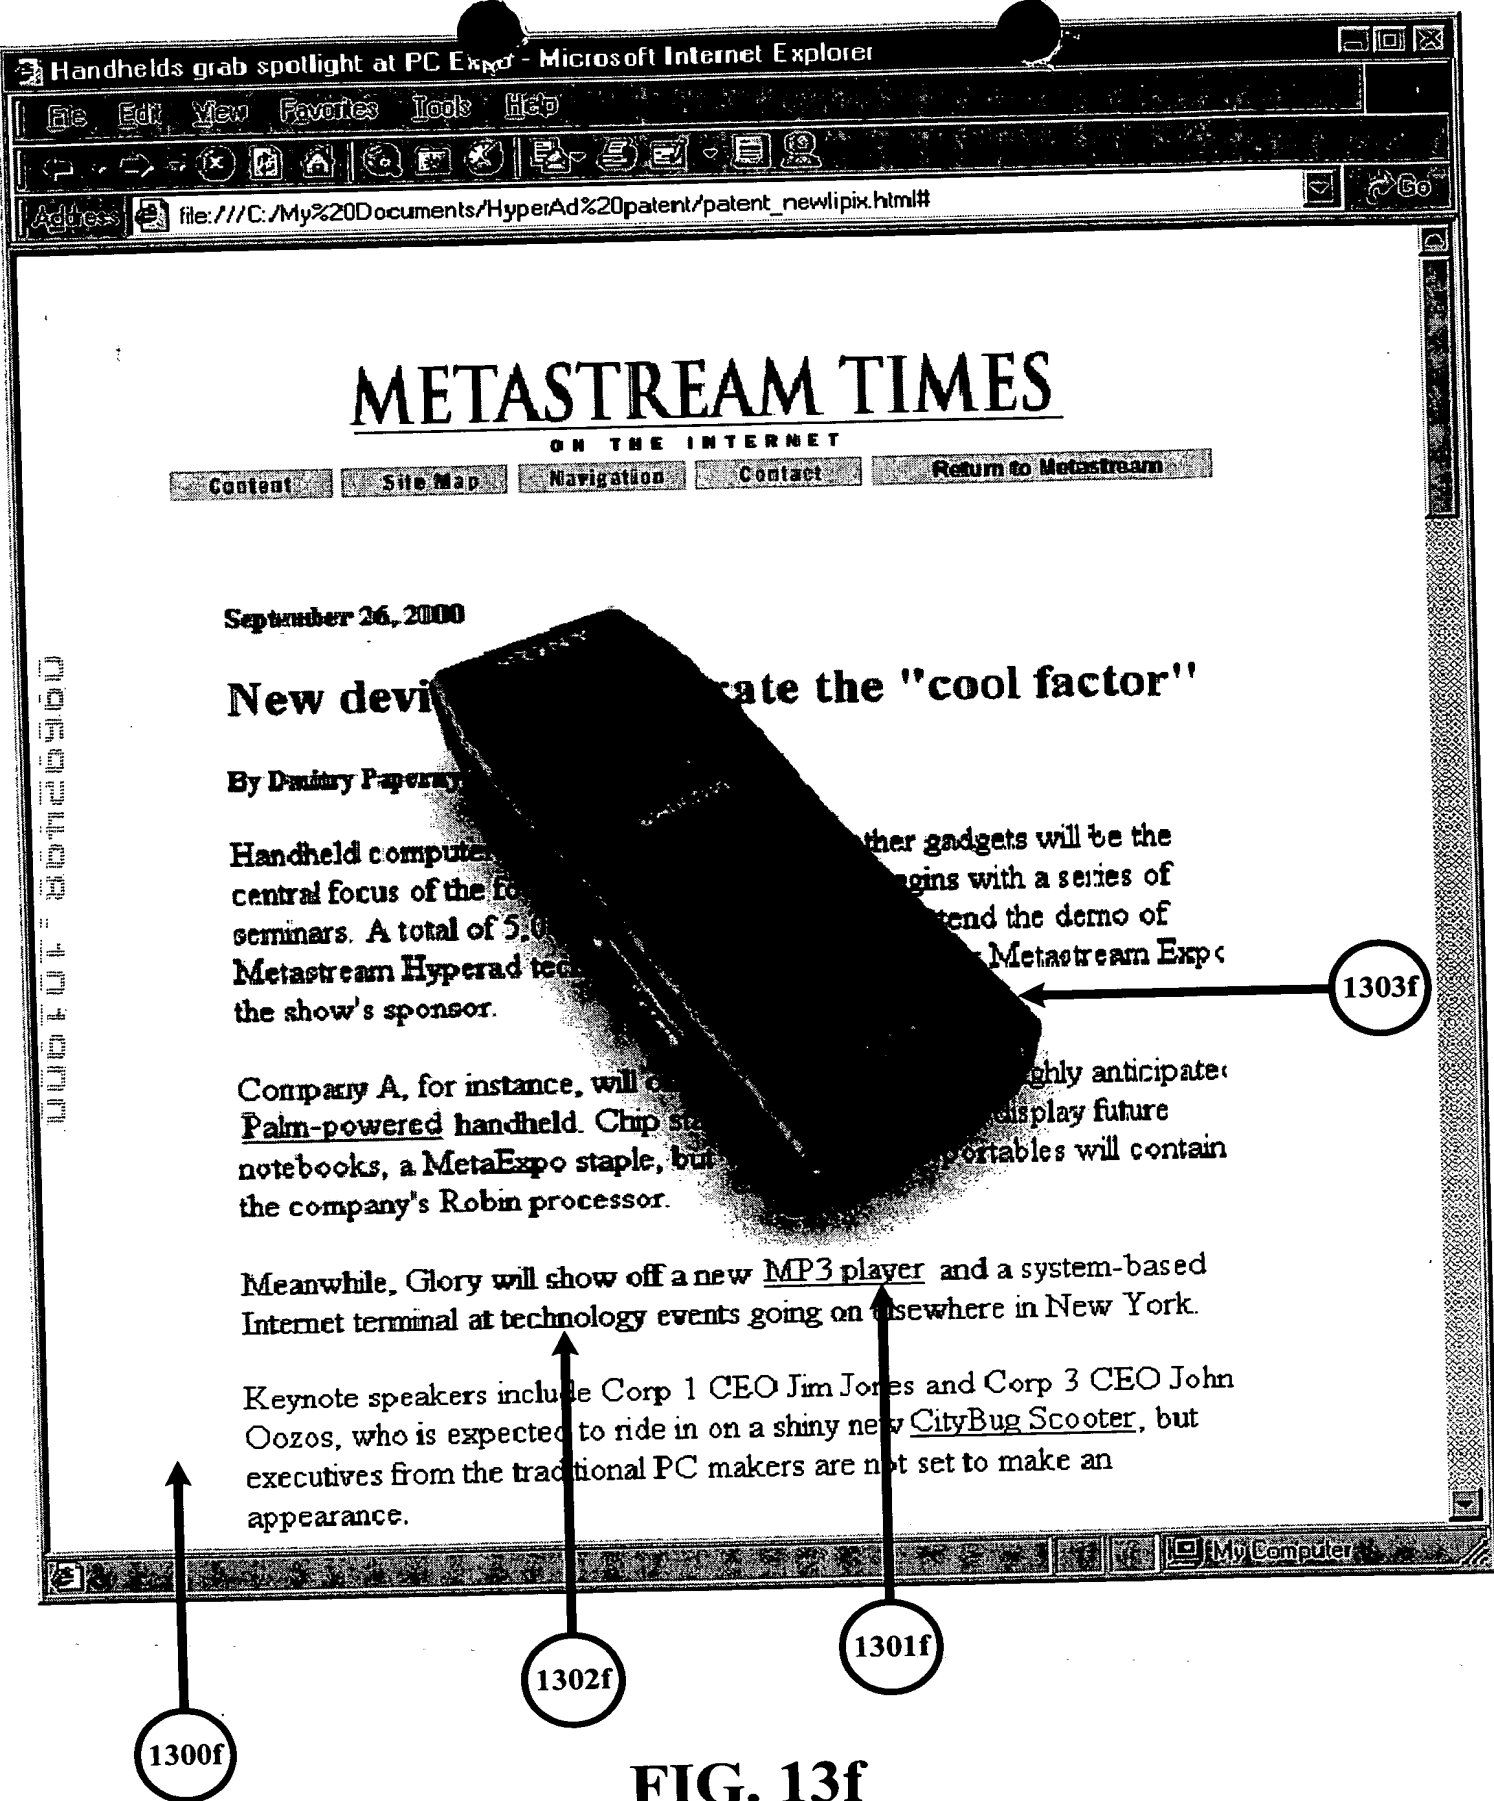 Handhelds grab spotlight at PC Expo - Microsoft Internet Explorer
File Edit View Favorites Tools Help
Address file:///C:/My%20Documents/HyperAd%20patent/patent_newlipix.html# Go
METASTREAM TIMES
ON THE INTERNET
Content Site Map Navigation Contact Return to Metastream
September 26, 2000
New devi ate the "cool factor"
By Dmitry Paperny
Handheld computer ther gadgets will be the
central focus of the fo gins with a series of
seminars. A total of 5,0 tend the demo of
Metastream Hyperad tec Metastream Expo
the show's sponsor.
1303f
Company A, for instance, will ghly anticipated
Palm-powered handheld. Chip display future
notebooks, a MetaExpo staple, but ortables will contain
the company's Robin processor.
Meanwhile, Glory will show off a new MP3 player and a system-based
Internet terminal at technology events going on elsewhere in New York.
Keynote speakers include Corp 1 CEO Jim Jones and Corp 3 CEO John
Oozos, who is expected to ride in on a shiny new CityBug Scooter, but
executives from the traditional PC makers are not set to make an
appearance.
My Computer
1301f
1302f
1300f
FIG. 13f